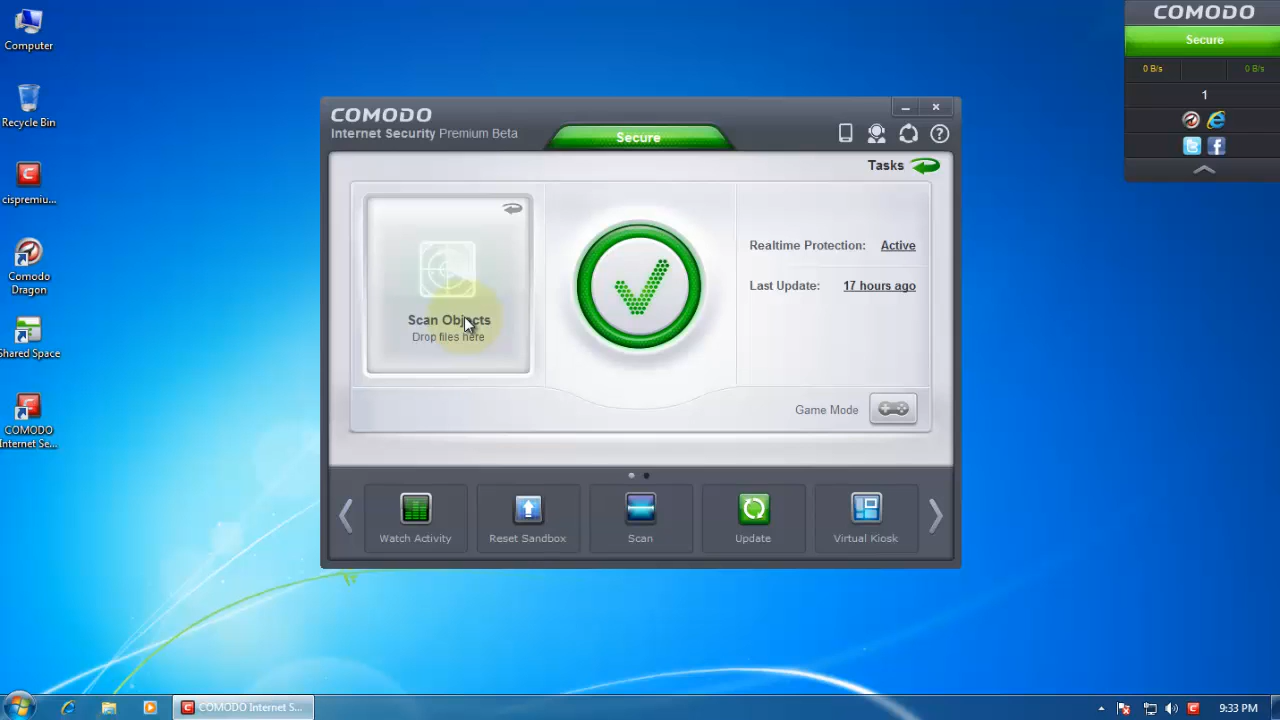 Computer
Recycle Bin
cispremiu...
Comodo
Dragon
Shared Space
COMODO
Internet Se...
COMODO
Internet Security Premium Beta
Secure
Tasks
Scan Objects
Drop files here
Realtime Protection: Active
Last Update: 17 hours ago
Game Mode
Watch Activity
Reset Sandbox
Scan
Update
Virtual Kiosk
COMODO
Secure
0 B/s 0 B/s
1
COMODO Internet S...
9:33 PM